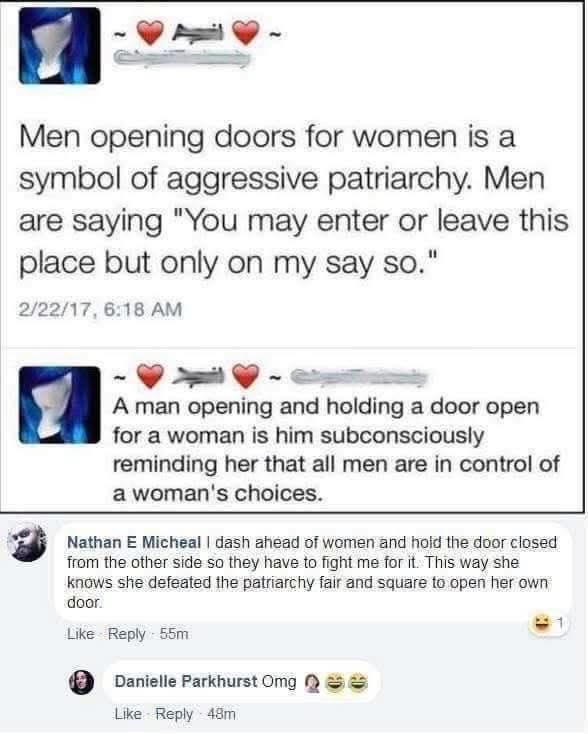 ~ ❤️ ❤️ ~
Men opening doors for women is a
symbol of aggressive patriarchy. Men
are saying "You may enter or leave this
place but only on my say so."
2/22/17, 6:18 AM
~ ❤️ ❤️ ~
A man opening and holding a door open
for a woman is him subconsciously
reminding her that all men are in control of
a woman's choices.
Nathan E Micheal I dash ahead of women and hold the door closed
from the other side so they have to fight me for it. This way she
knows she defeated the patriarchy fair and square to open her own
door.
😆 1
Like · Reply · 55m
Danielle Parkhurst Omg 🤦‍♀️😂😂
Like · Reply · 48m